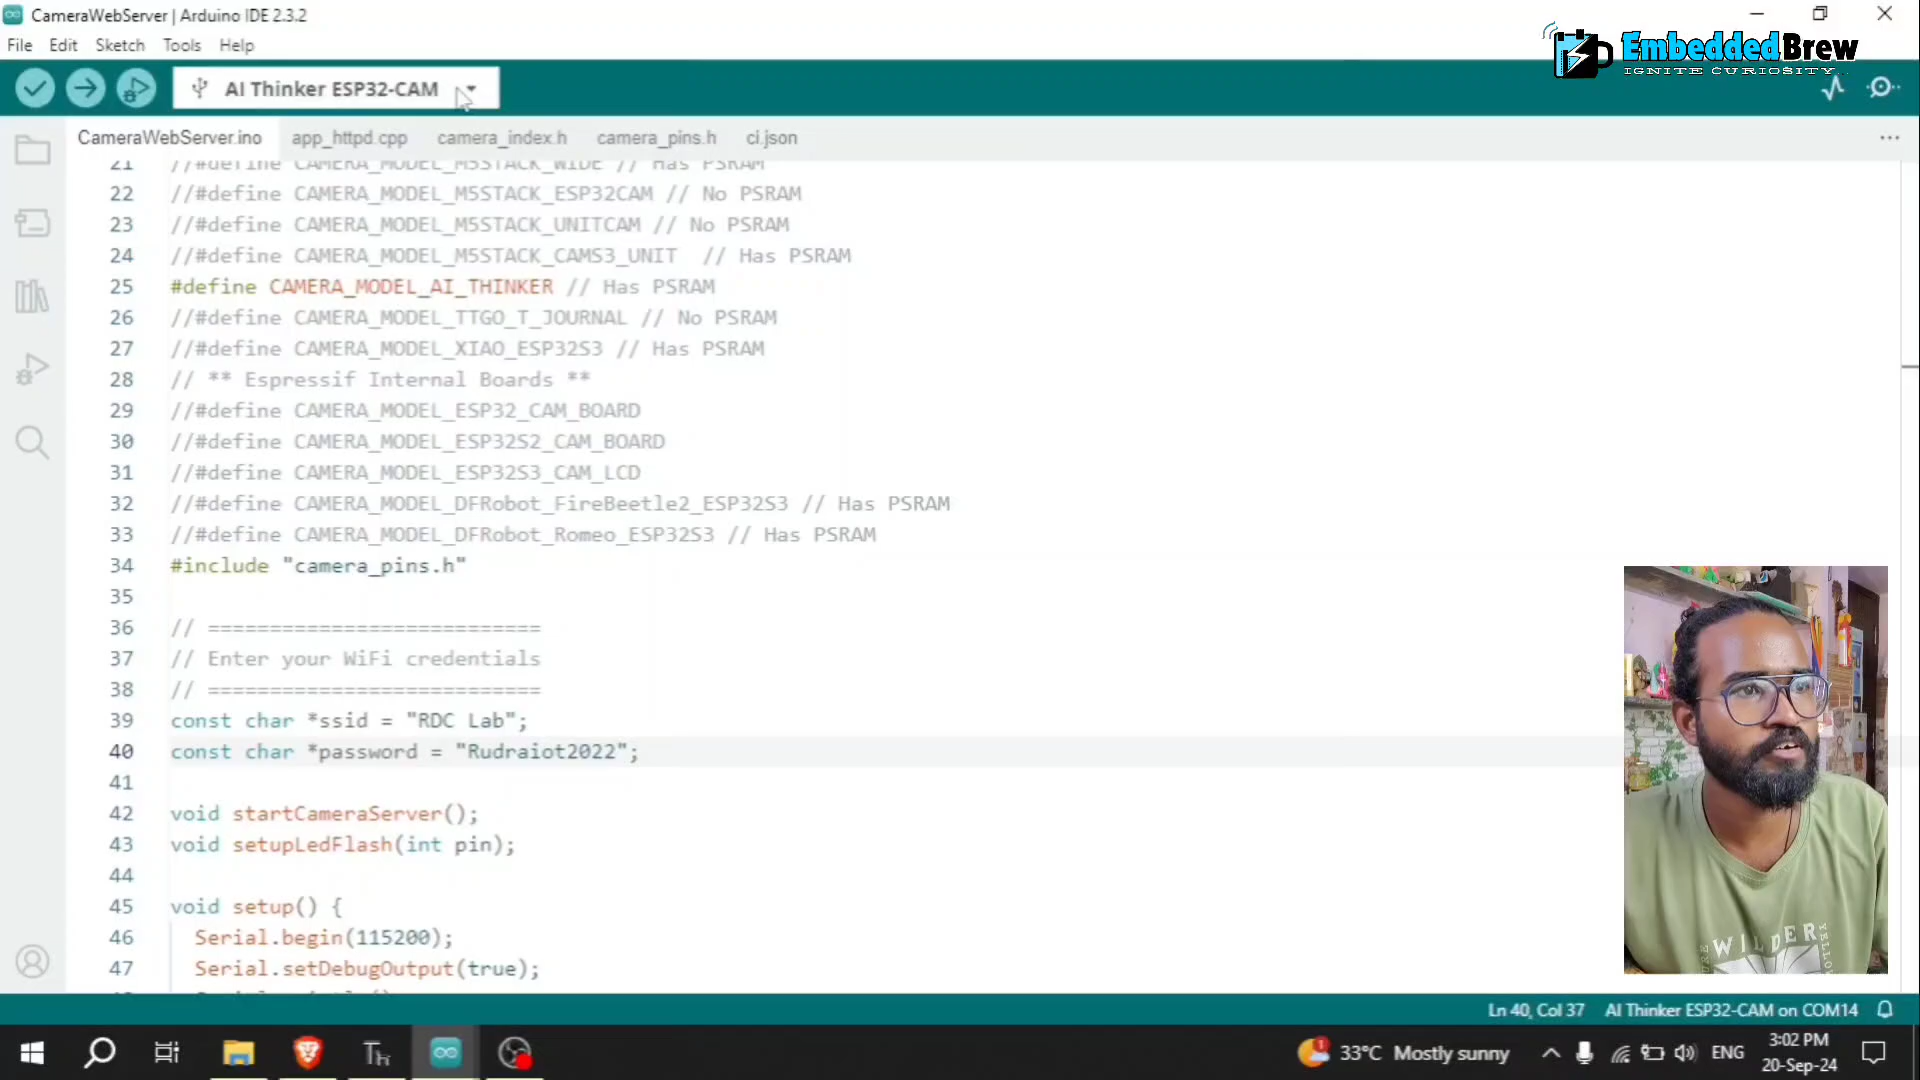 CameraWebServer | Arduino IDE 2.3.2
File Edit Sketch Tools Help
EmbeddedBrew
IGNITE CURIOSITY...
AI Thinker ESP32-CAM
CameraWebServer.ino app_httpd.cpp camera_index.h camera_pins.h ci.json
21 //#define CAMERA_MODEL_M5STACK_WIDE // Has PSRAM
22 //#define CAMERA_MODEL_M5STACK_ESP32CAM // No PSRAM
23 //#define CAMERA_MODEL_M5STACK_UNITCAM // No PSRAM
24 //#define CAMERA_MODEL_M5STACK_CAMS3_UNIT  // Has PSRAM
25 #define CAMERA_MODEL_AI_THINKER // Has PSRAM
26 //#define CAMERA_MODEL_TTGO_T_JOURNAL // No PSRAM
27 //#define CAMERA_MODEL_XIAO_ESP32S3 // Has PSRAM
28 // ** Espressif Internal Boards **
29 //#define CAMERA_MODEL_ESP32_CAM_BOARD
30 //#define CAMERA_MODEL_ESP32S2_CAM_BOARD
31 //#define CAMERA_MODEL_ESP32S3_CAM_LCD
32 //#define CAMERA_MODEL_DFRobot_FireBeetle2_ESP32S3 // Has PSRAM
33 //#define CAMERA_MODEL_DFRobot_Romeo_ESP32S3 // Has PSRAM
34 #include "camera_pins.h"
35
36 // ===========================
37 // Enter your WiFi credentials
38 // ===========================
39 const char *ssid = "RDC Lab";
40 const char *password = "Rudraiot2022";
41
42 void startCameraServer();
43 void setupLedFlash(int pin);
44
45 void setup() {
46 Serial.begin(115200);
47 Serial.setDebugOutput(true);
WILDER
Ln 40, Col 37 AI Thinker ESP32-CAM on COM14
33°C Mostly sunny ENG 3:02 PM
20-Sep-24